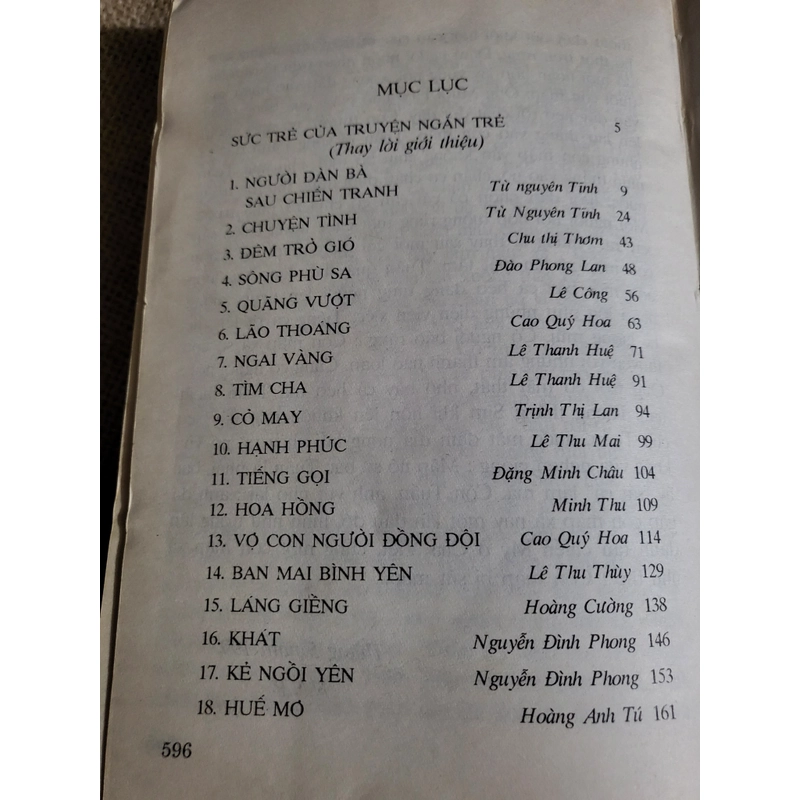 MỤC LỤC
SỨC TRẺ CỦA TRUYỆN NGẮN TRẺ 5
(Thay lời giới thiệu)
1. NGƯỜI ĐÀN BÀ
SAU CHIẾN TRANH Từ nguyên Tĩnh 9
2. CHUYỆN TÌNH Từ Nguyên Tĩnh 24
3. ĐÊM TRỞ GIÓ Chu thị Thơm 43
4. SÔNG PHÙ SA Đào Phong Lan 48
5. QUÃNG VƯỢT Lê Công 56
6. LÃO THOÁNG Cao Quý Hoa 63
7. NGAI VÀNG Lê Thanh Huệ 71
8. TÌM CHA Lê Thanh Huệ 91
9. CỎ MAY Trịnh Thị Lan 94
10. HẠNH PHÚC Lê Thu Mai 99
11. TIẾNG GỌI Đặng Minh Châu 104
12. HOA HỒNG Minh Thu 109
13. VỢ CON NGƯỜI ĐỒNG ĐỘI Cao Quý Hoa 114
14. BAN MAI BÌNH YÊN Lê Thu Thùy 129
15. LÁNG GIỀNG Hoàng Cường 138
16. KHÁT Nguyễn Đình Phong 146
17. KẺ NGỒI YÊN Nguyễn Đình Phong 153
18. HUẾ MƠ Hoàng Anh Tú 161
596